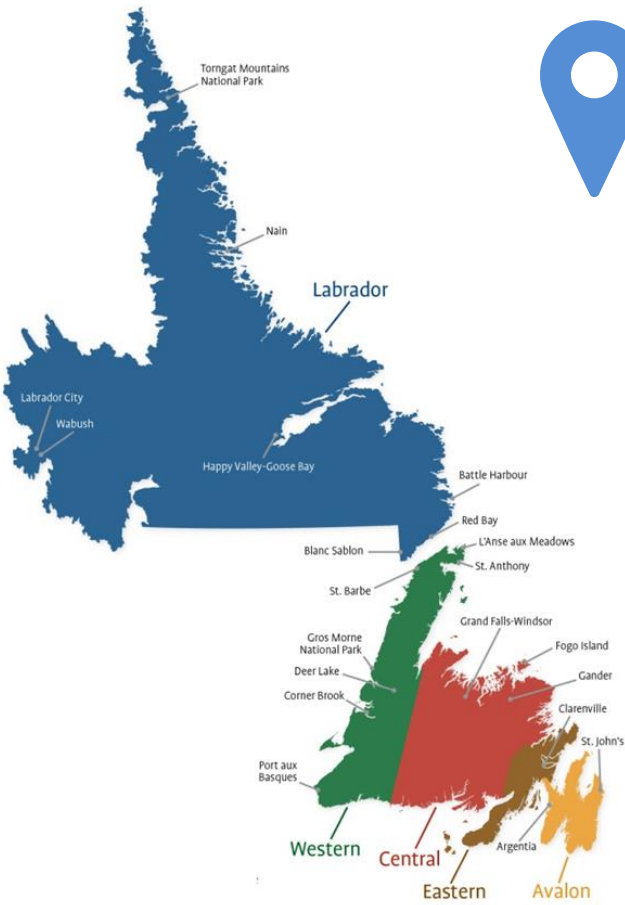 Torngat Mountains
National Park
Nain
Labrador
Labrador City
Wabush
Happy Valley-Goose Bay
Battle Harbour
Red Bay
Blanc Sablon
L'Anse aux Meadows
St. Anthony
St. Barbe
Grand Falls-Windsor
Gros Morne
National Park
Fogo Island
Deer Lake
Gander
Corner Brook
Clarenville
St. John's
Port aux
Basques
Argentia
Western
Central
Eastern
Avalon